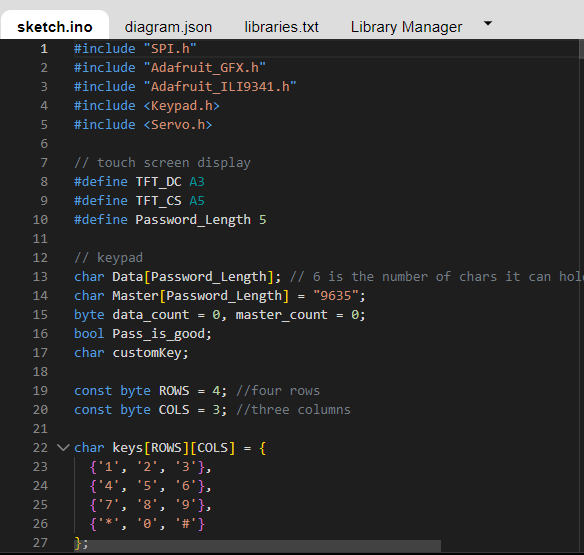 sketch.ino diagram.json libraries.txt Library Manager
1 #include "SPI.h"
2 #include "Adafruit_GFX.h"
3 #include "Adafruit_ILI9341.h"
4 #include <Keypad.h>
5 #include <Servo.h>
6
7 // touch screen display
8 #define TFT_DC A3
9 #define TFT_CS A5
10 #define Password_Length 5
11
12 // keypad
13 char Data[Password_Length]; // 6 is the number of chars it can hol
14 char Master[Password_Length] = "9635";
15 byte data_count = 0, master_count = 0;
16 bool Pass_is_good;
17 char customKey;
18
19 const byte ROWS = 4; //four rows
20 const byte COLS = 3; //three columns
21
22 char keys[ROWS][COLS] = {
23 {'1', '2', '3'},
24 {'4', '5', '6'},
25 {'7', '8', '9'},
26 {'*', '0', '#'}
27 };